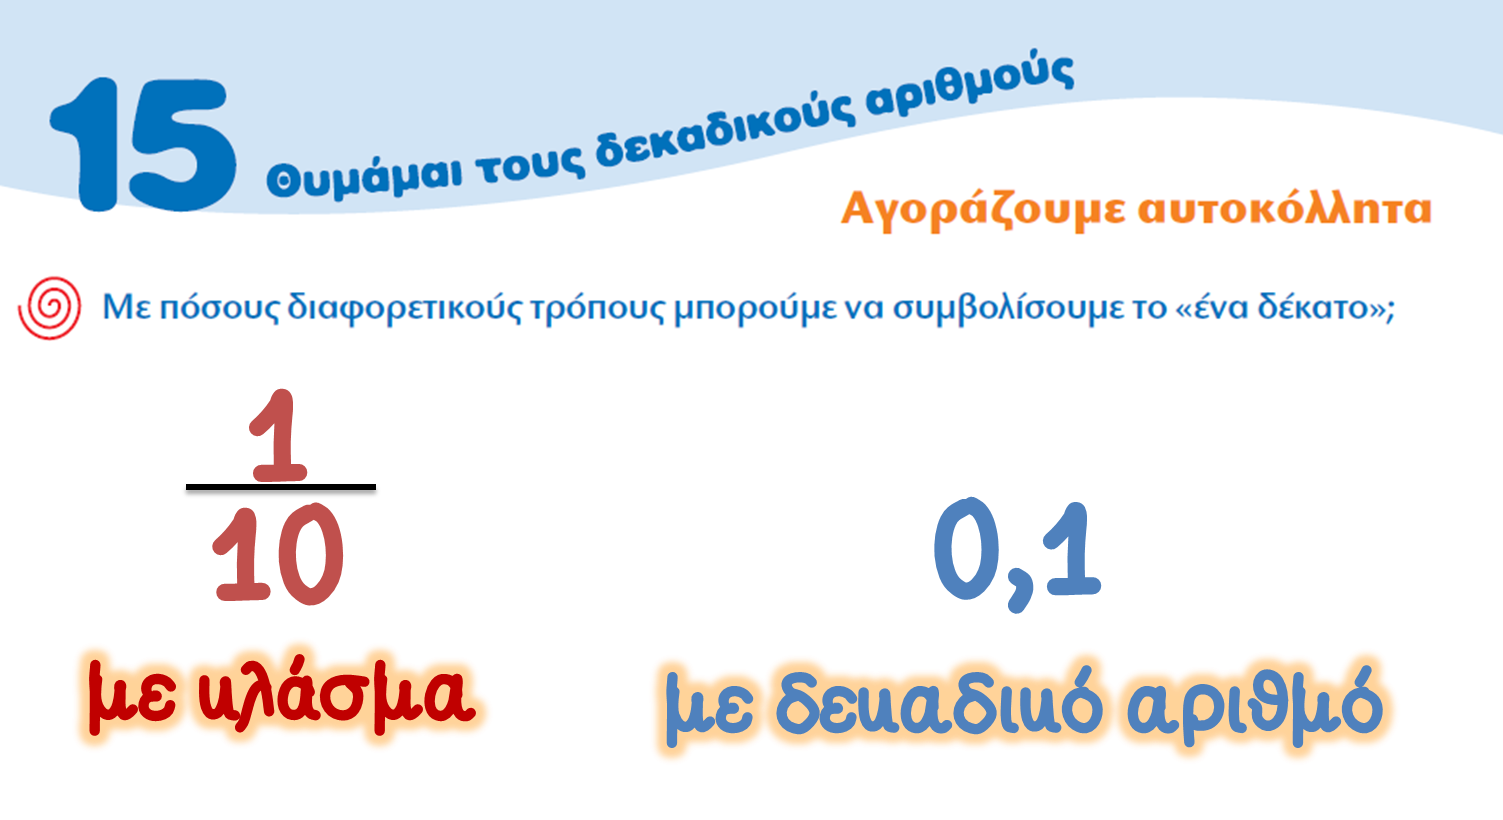 15 Θυμάμαι τους δεκαδικούς αριθμούς
Αγοράζουμε αυτοκόλλητα
Με πόσους διαφορετικούς τρόπους μπορούμε να συμβολίσουμε το «ένα δέκατο»;
1
10
0,1
με κλάσμα
με δεκαδικό αριθμό